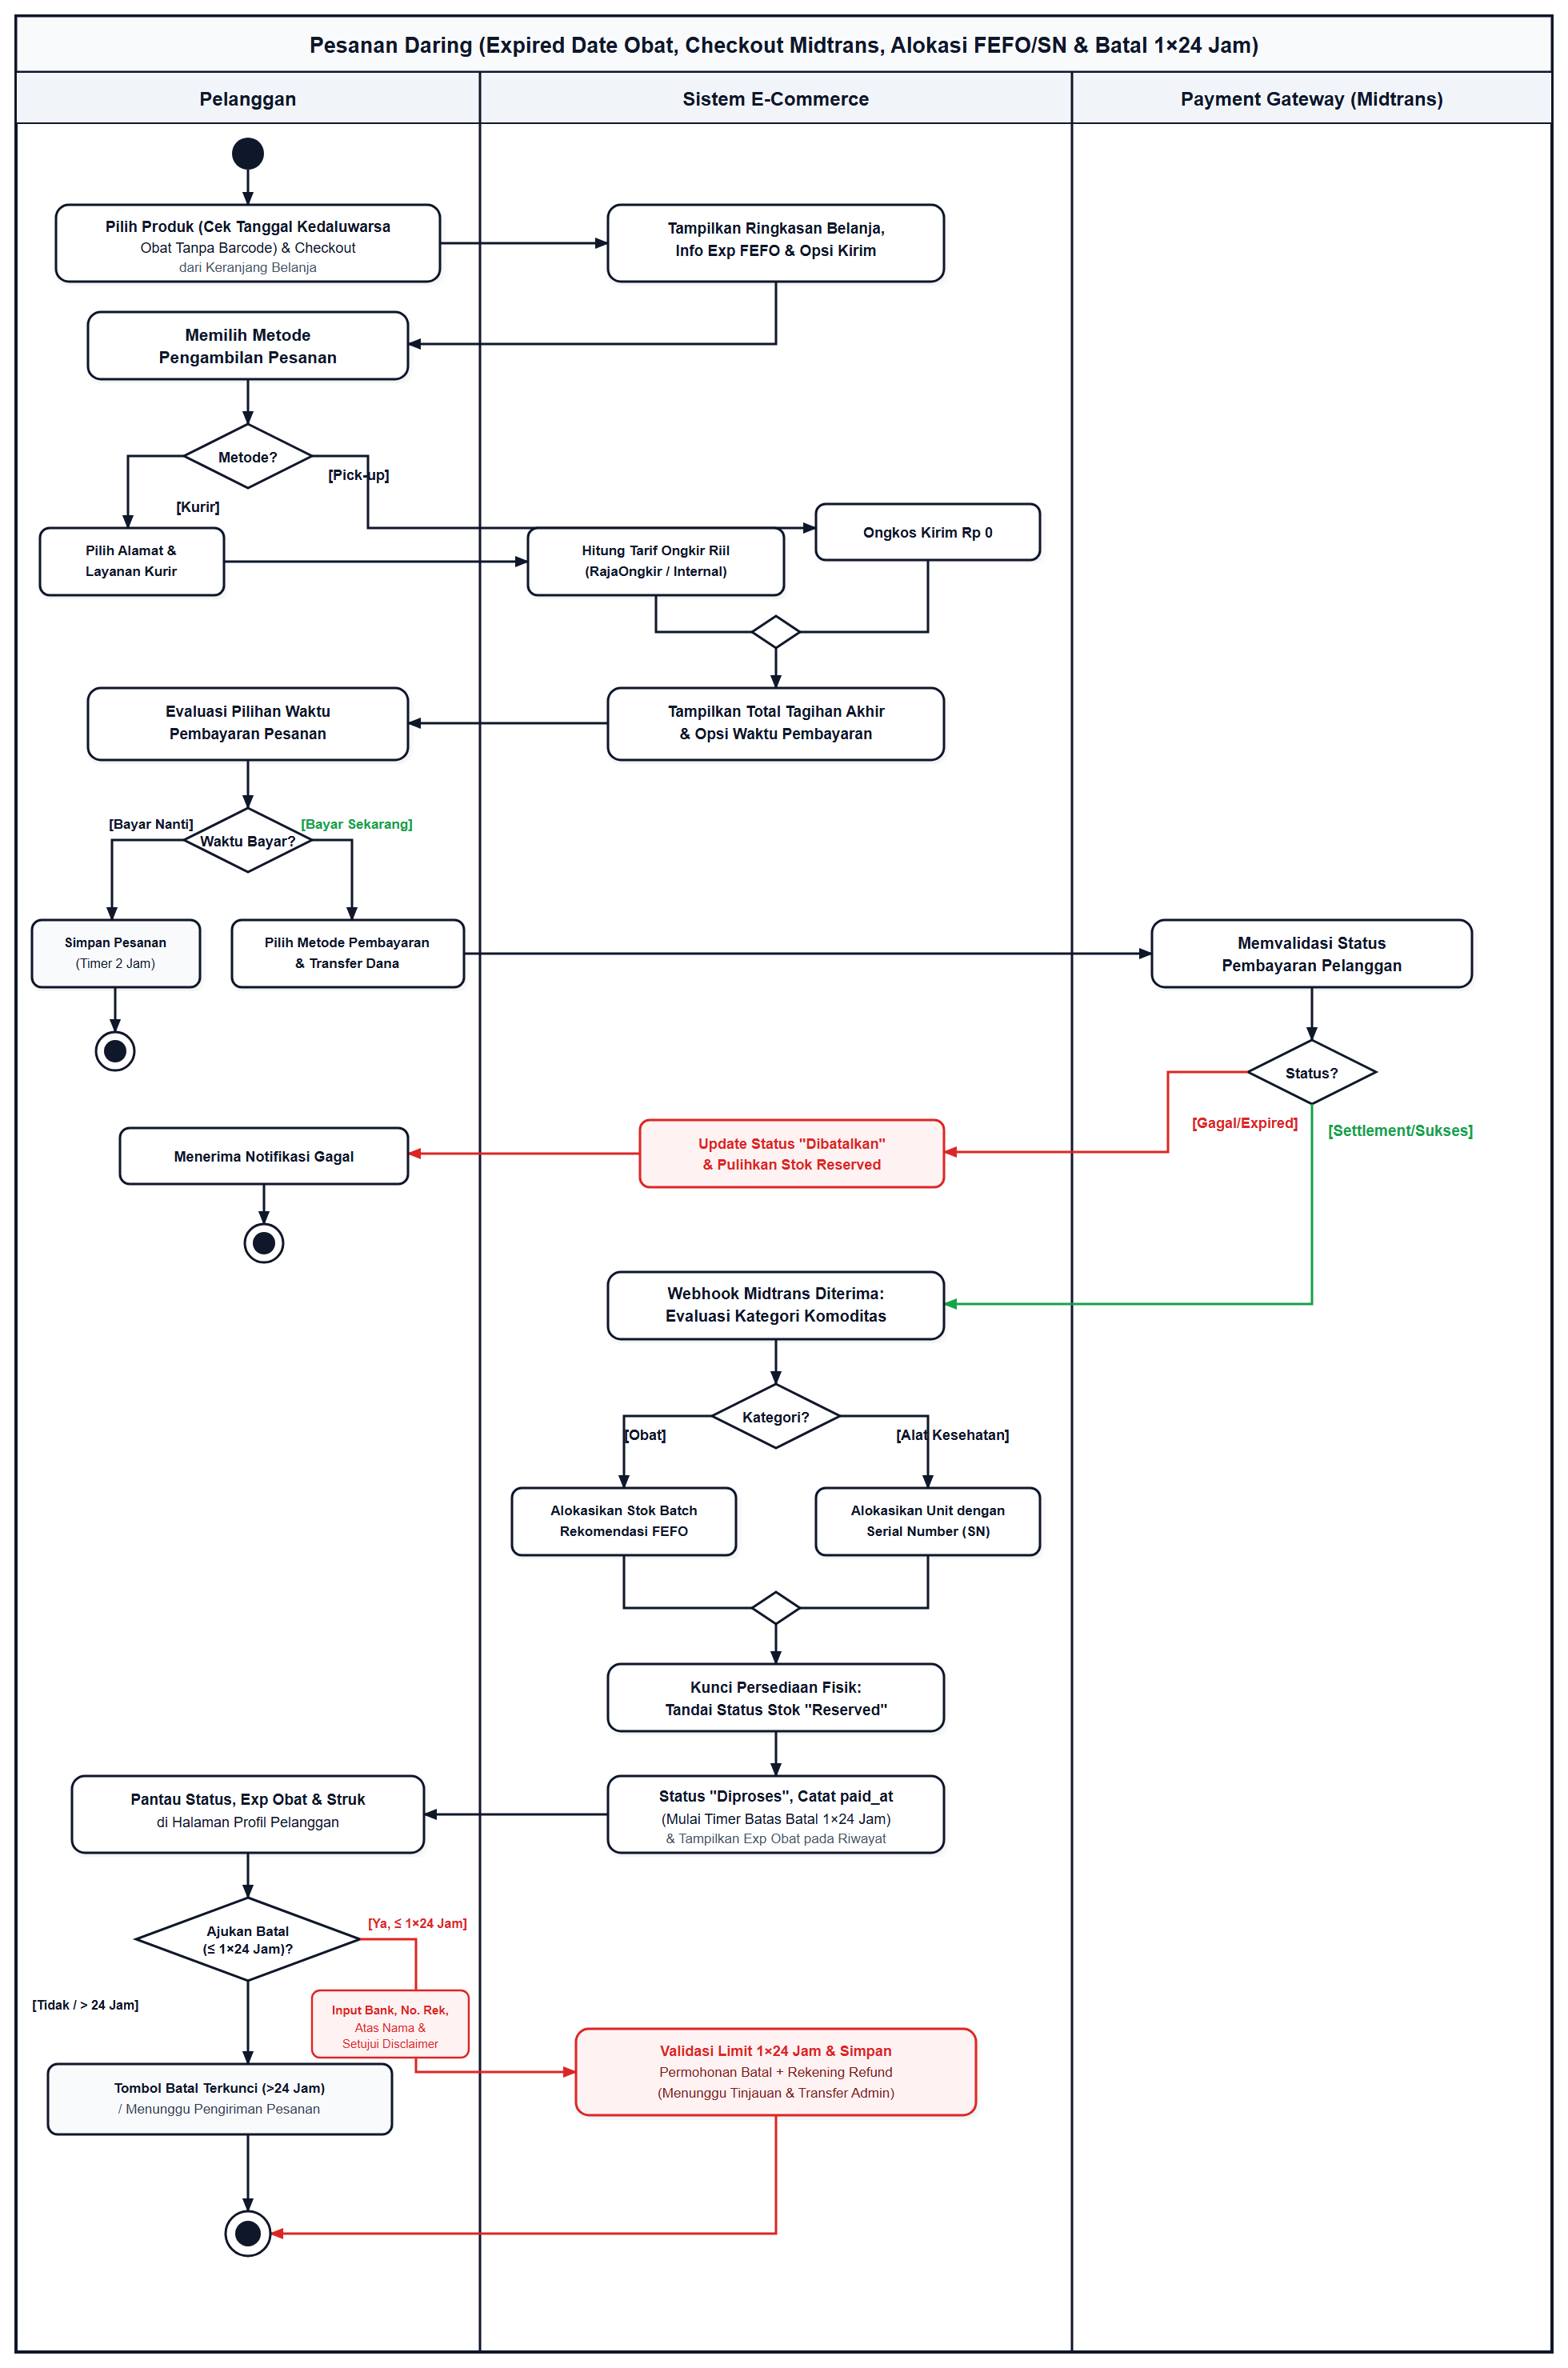 Pesanan Daring (Expired Date Obat, Checkout Midtrans, Alokasi FEFO/SN & Batal 1×24 Jam)
Pelanggan
Sistem E-Commerce
Payment Gateway (Midtrans)
Pilih Produk (Cek Tanggal Kedaluwarsa
Obat Tanpa Barcode) & Checkout
dari Keranjang Belanja
Tampilkan Ringkasan Belanja,
Info Exp FEFO & Opsi Kirim
Memilih Metode
Pengambilan Pesanan
Metode?
[Pick-up]
[Kurir]
Pilih Alamat &
Layanan Kurir
Hitung Tarif Ongkir Riil
(RajaOngkir / Internal)
Ongkos Kirim Rp 0
Evaluasi Pilihan Waktu
Pembayaran Pesanan
Tampilkan Total Tagihan Akhir
& Opsi Waktu Pembayaran
[Bayar Nanti]
[Bayar Sekarang]
Waktu Bayar?
Simpan Pesanan
(Timer 2 Jam)
Pilih Metode Pembayaran
& Transfer Dana
Memvalidasi Status
Pembayaran Pelanggan
Status?
[Gagal/Expired]
[Settlement/Sukses]
Menerima Notifikasi Gagal
Update Status "Dibatalkan"
& Pulihkan Stok Reserved
Webhook Midtrans Diterima:
Evaluasi Kategori Komoditas
Kategori?
[Obat]
[Alat Kesehatan]
Alokasikan Stok Batch
Rekomendasi FEFO
Alokasikan Unit dengan
Serial Number (SN)
Kunci Persediaan Fisik:
Tandai Status Stok "Reserved"
Pantau Status, Exp Obat & Struk
di Halaman Profil Pelanggan
Status "Diproses", Catat paid_at
(Mulai Timer Batas Batal 1×24 Jam)
& Tampilkan Exp Obat pada Riwayat
Ajukan Batal
(≤ 1×24 Jam)?
[Ya, ≤ 1×24 Jam]
[Tidak / > 24 Jam]
Input Bank, No. Rek,
Atas Nama &
Setujui Disclaimer
Validasi Limit 1×24 Jam & Simpan
Permohonan Batal + Rekening Refund
(Menunggu Tinjauan & Transfer Admin)
Tombol Batal Terkunci (>24 Jam)
/ Menunggu Pengiriman Pesanan